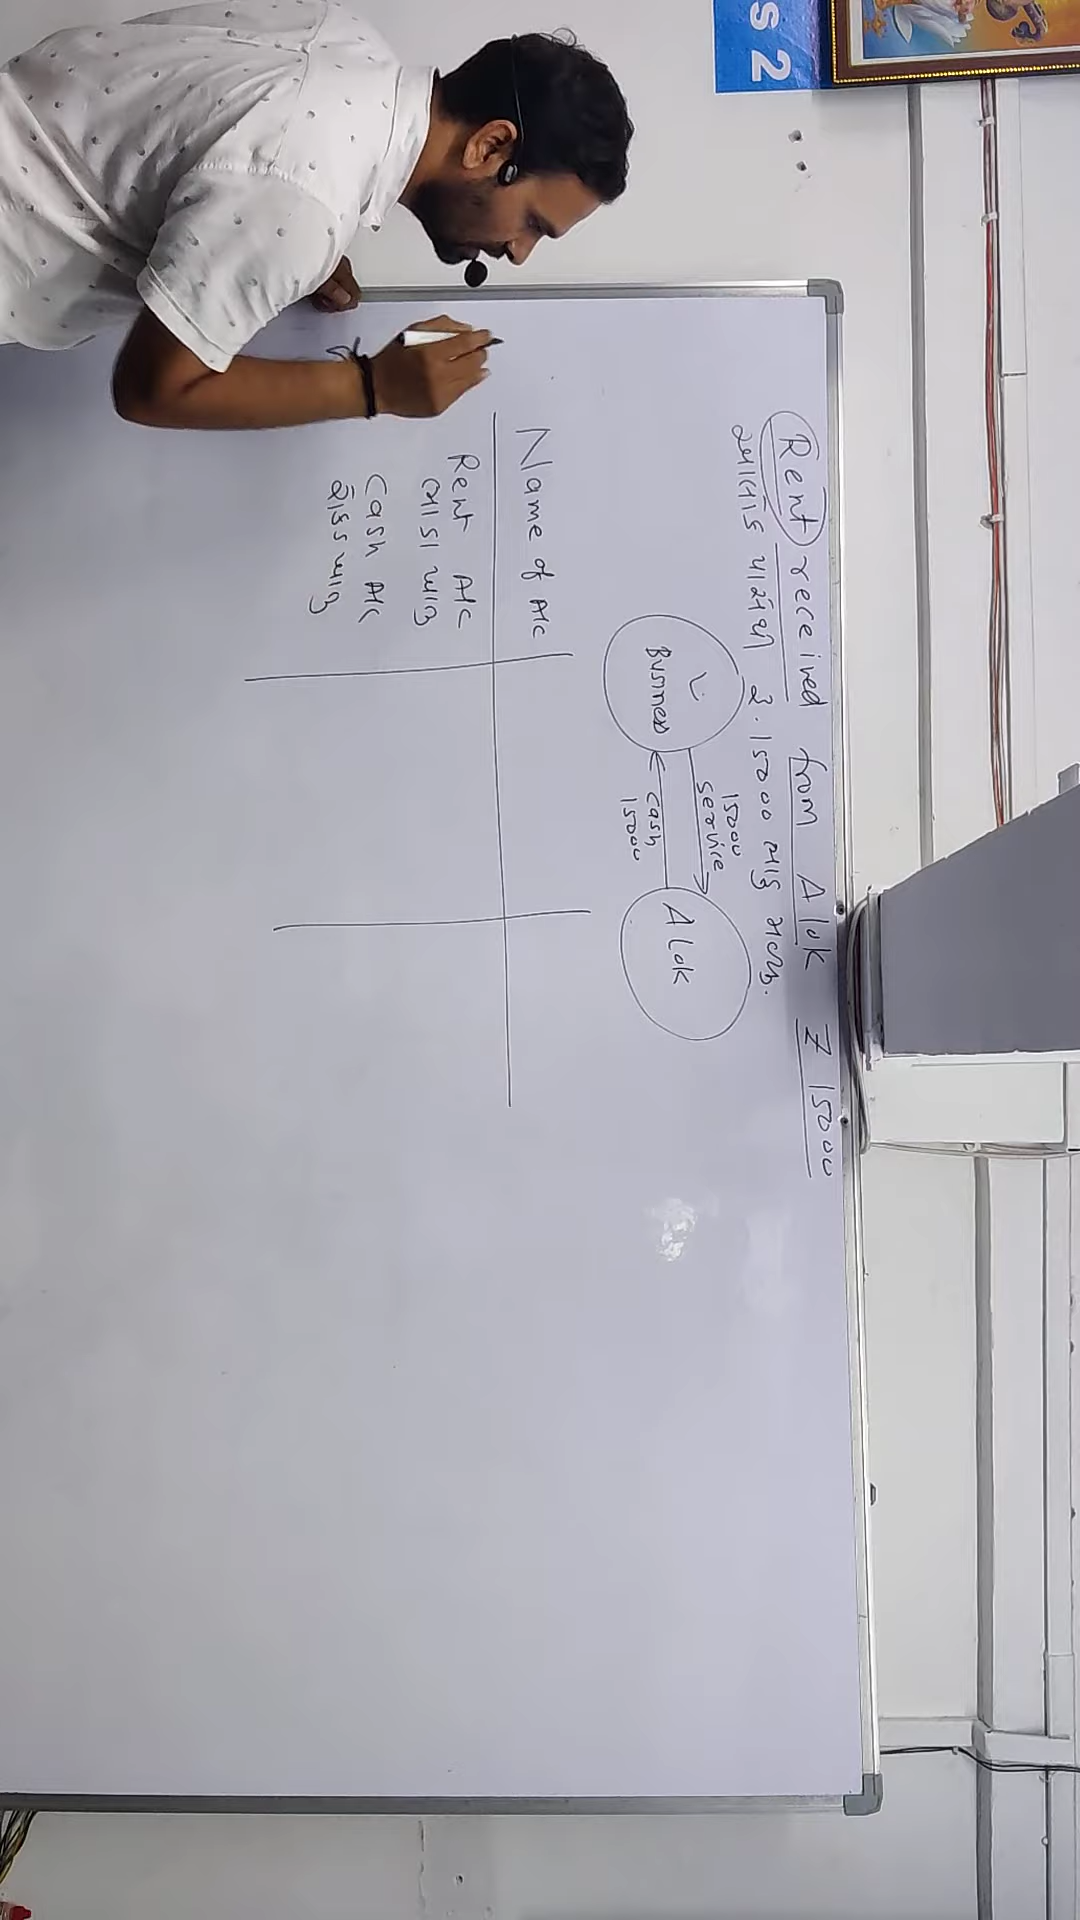 s 2
Rent received from Alok ₹ 15000
આલોક પાસેથી રૂ. 15000 ભાડું મળ્યું.
15000
service
Business
Alok
cash
15000
Name of A/c
Rent A/c
ભાડા ખાતું
Cash A/c
રોકડ ખાતું